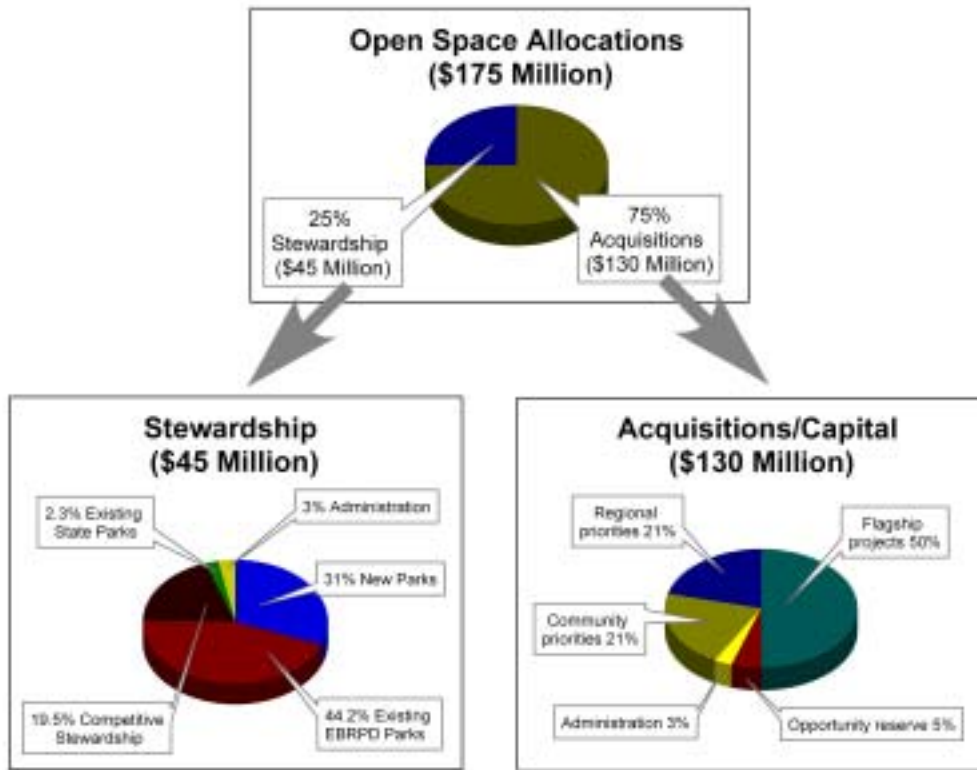 Open Space Allocations
($175 Million)
25%
Stewardship
($45 Million)
75%
Acquisitions
($130 Million)
Stewardship
($45 Million)
2.3% Existing
State Parks
3% Administration
31% New Parks
19.5% Competitive
Stewardship
44.2% Existing
EBRPD Parks
Acquisitions/Capital
($130 Million)
Regional
priorities 21%
Flagship
projects 50%
Community
priorities 21%
Administration 3%
Opportunity reserve 5%